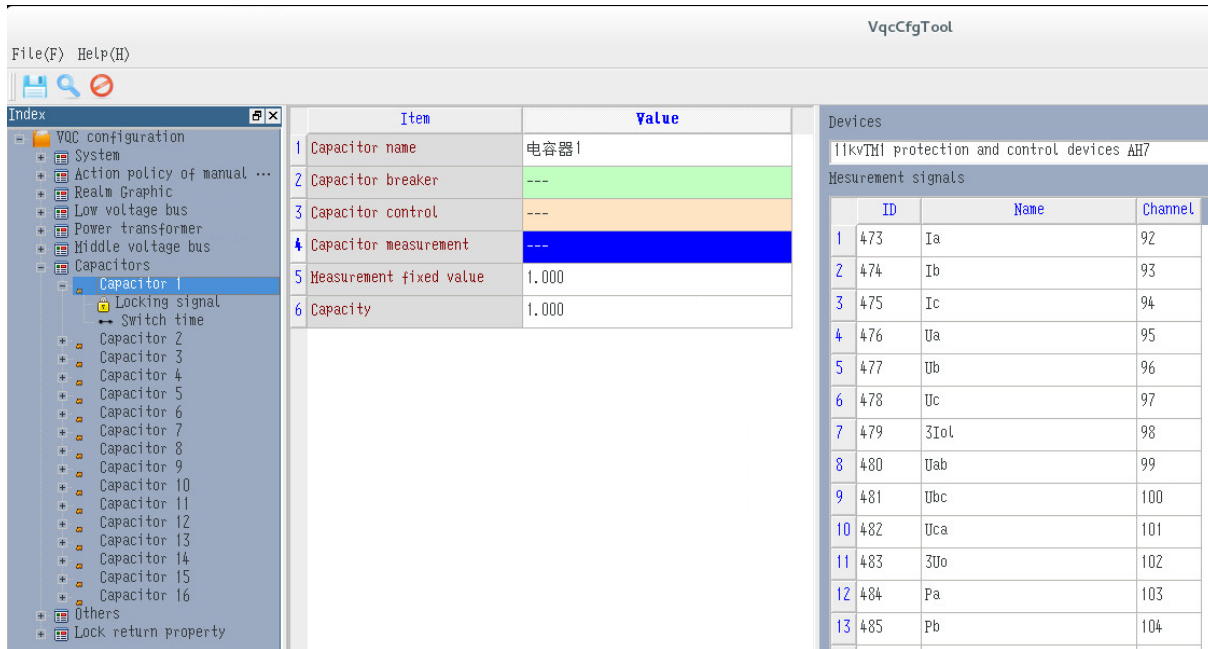 VqcCfgTool
File(F) Help(H)
Index
VQC configuration
System
Action policy of manual ...
Realm Graphic
Low voltage bus
Power transformer
Middle voltage bus
Capacitors
Capacitor 1
Locking signal
Switch time
Capacitor 2
Capacitor 3
Capacitor 4
Capacitor 5
Capacitor 6
Capacitor 7
Capacitor 8
Capacitor 9
Capacitor 10
Capacitor 11
Capacitor 12
Capacitor 13
Capacitor 14
Capacitor 15
Capacitor 16
Others
Lock return property
Item Value
1 Capacitor name 电容器1
2 Capacitor breaker ---
3 Capacitor control ---
4 Capacitor measurement ---
5 Measurement fixed value 1.000
6 Capacity 1.000
Devices
11kvTM1 protection and control devices AH7
Mesurement signals
ID Name Channel
1 473 Ia 92
2 474 Ib 93
3 475 Ic 94
4 476 Ua 95
5 477 Ub 96
6 478 Uc 97
7 479 3Iol 98
8 480 Uab 99
9 481 Ubc 100
10 482 Uca 101
11 483 3Uo 102
12 484 Pa 103
13 485 Pb 104